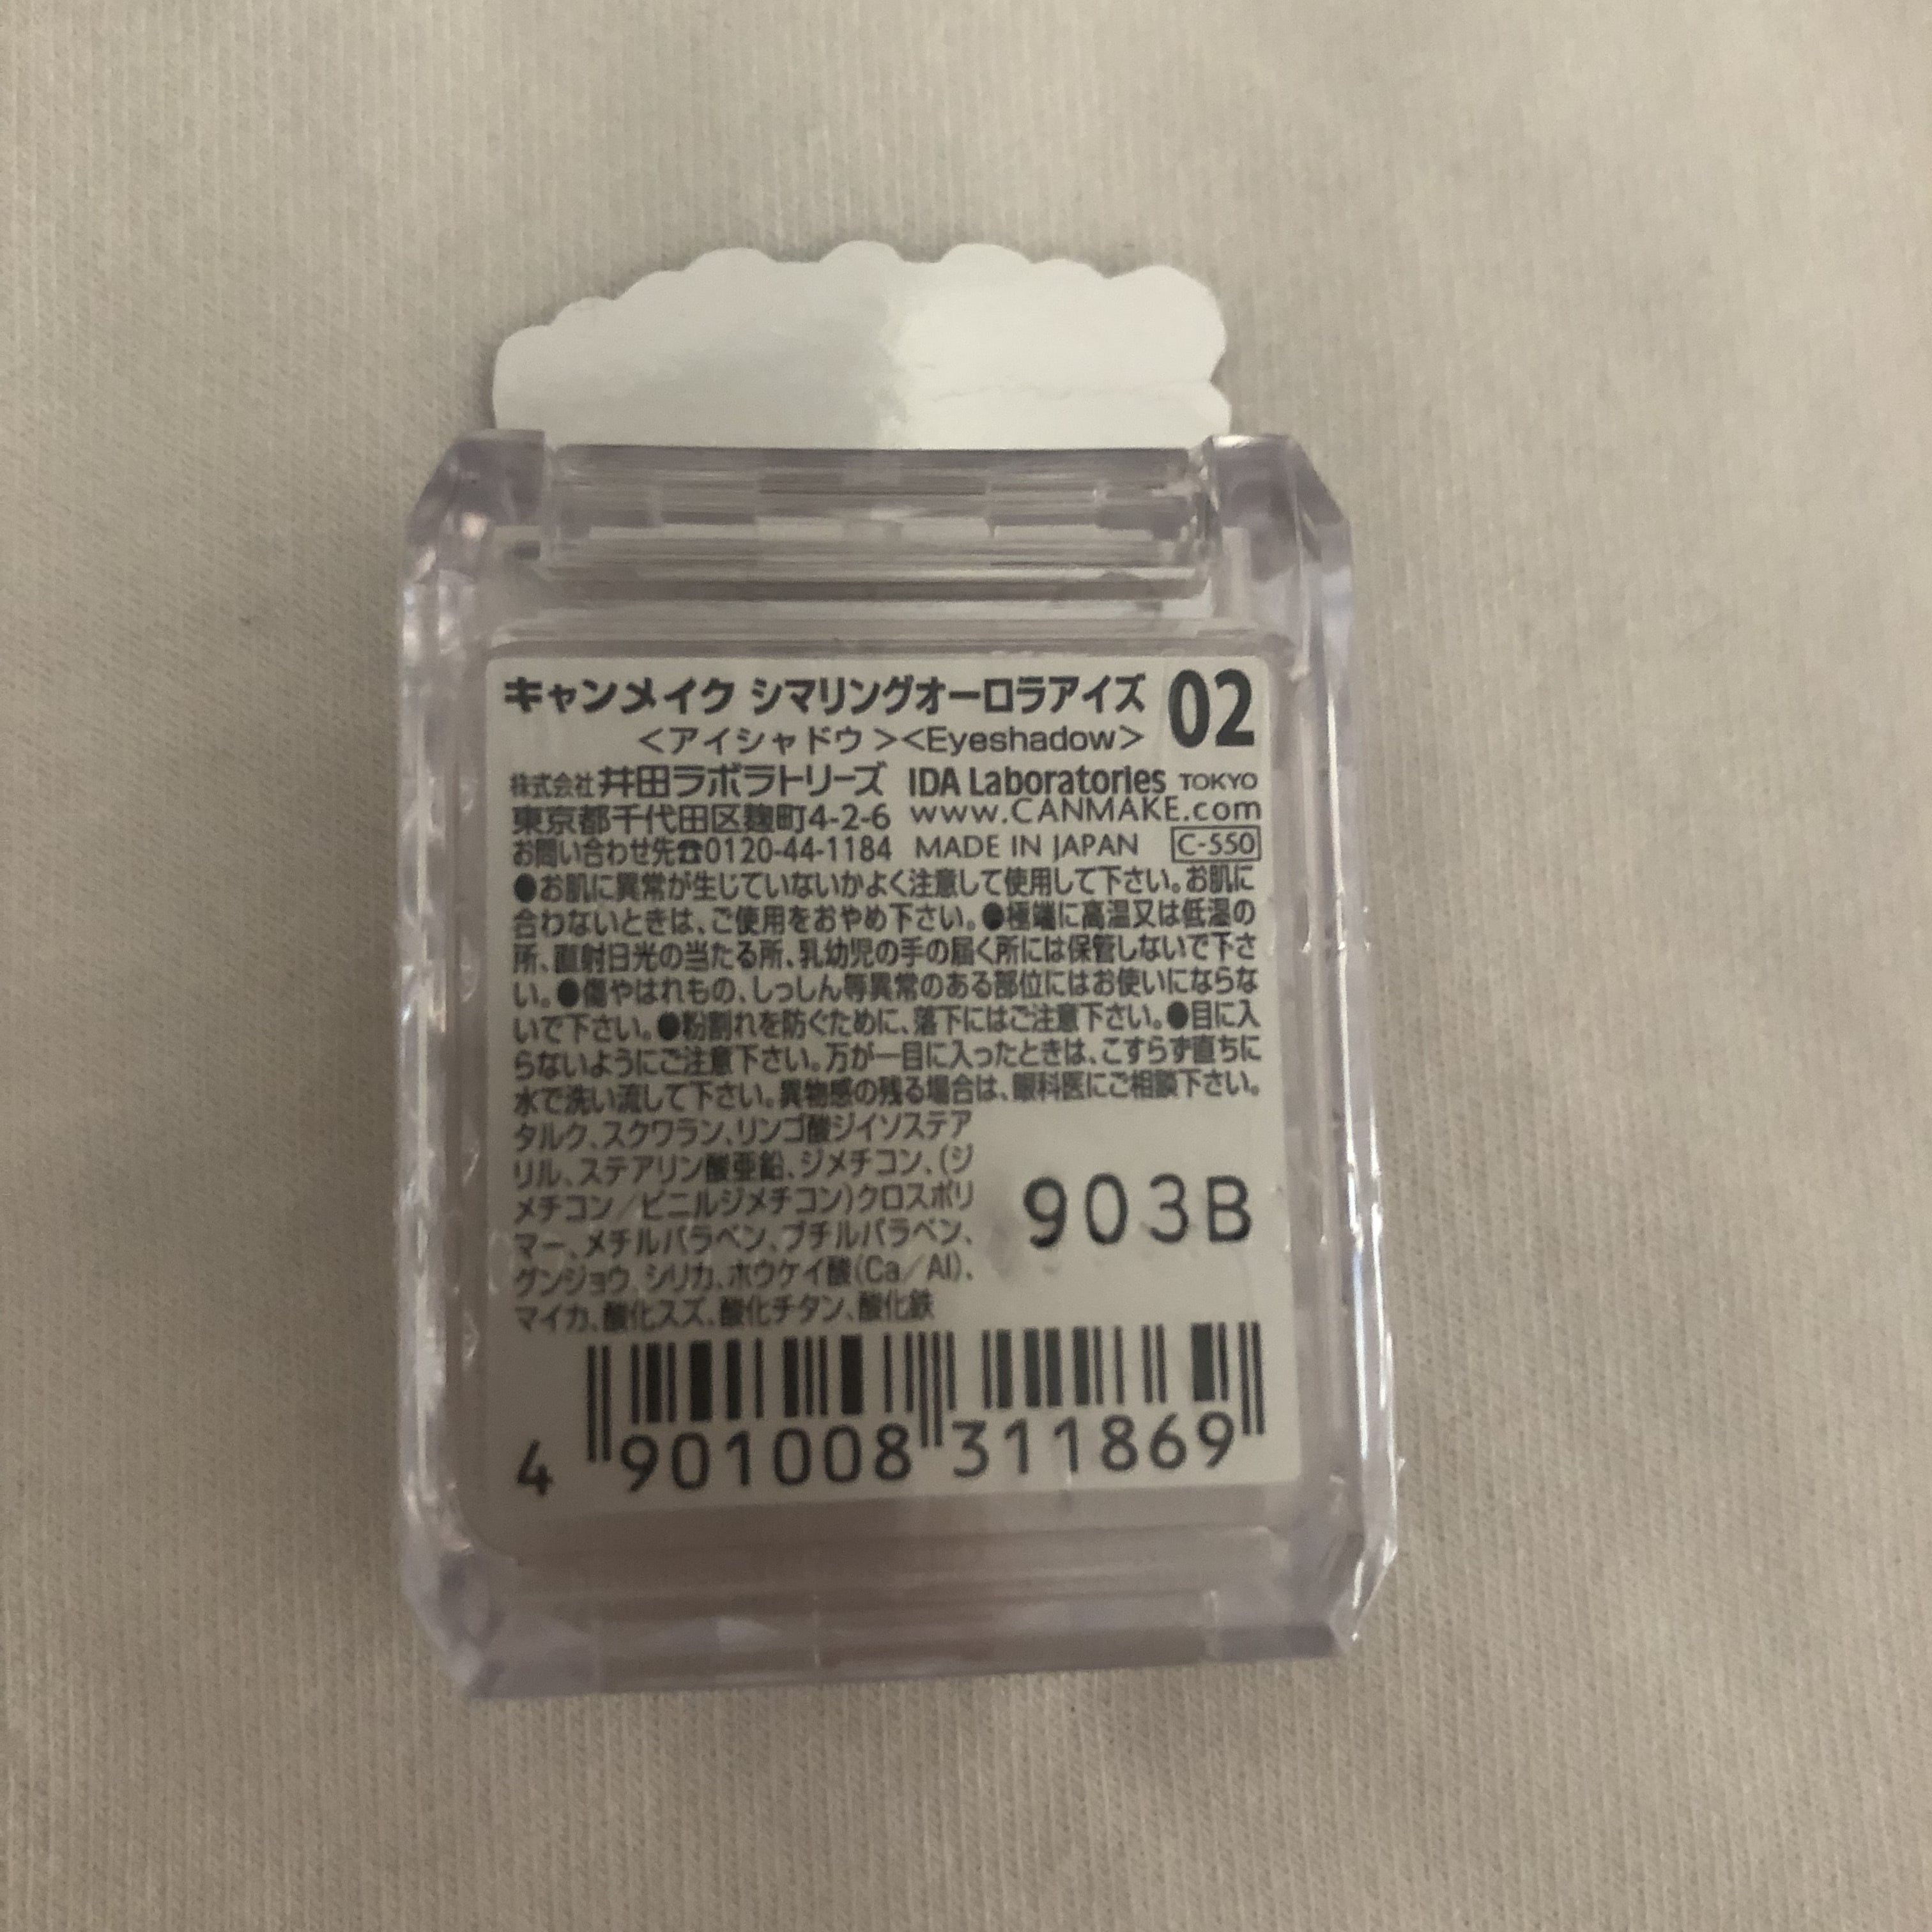 キャンメイク シマリングオーロラアイズ 02
<アイシャドウ><Eyeshadow>
株式会社井田ラボラトリーズ IDA Laboratories TOKYO
東京都千代田区麹町4-2-6 www.CANMAKE.com
お問い合わせ先☎0120-44-1184 MADE IN JAPAN C-550
●お肌に異常が生じていないかよく注意して使用して下さい。お肌に
合わないときは、ご使用をおやめ下さい。●極端に高温又は低温の
所、直射日光の当たる所、乳幼児の手の届く所には保管しないで下さ
い。●傷やはれもの、しっしん等異常のある部位にはお使いにならな
いで下さい。●粉割れを防ぐために、落下にはご注意下さい。●目に入
らないようにご注意下さい。万が一目に入ったときは、こすらず直ちに
水で洗い流して下さい。異物感の残る場合は、眼科医にご相談下さい。
タルク、スクワラン、リンゴ酸ジイソステア
リル、ステアリン酸亜鉛、ジメチコン、(ジ
メチコン／ビニルジメチコン)クロスポリ
マー、メチルパラベン、ブチルパラベン、
グンジョウ、シリカ、ホウケイ酸(Ca／Al)、
マイカ、酸化スズ、酸化チタン、酸化鉄
903B
4 901008 311869